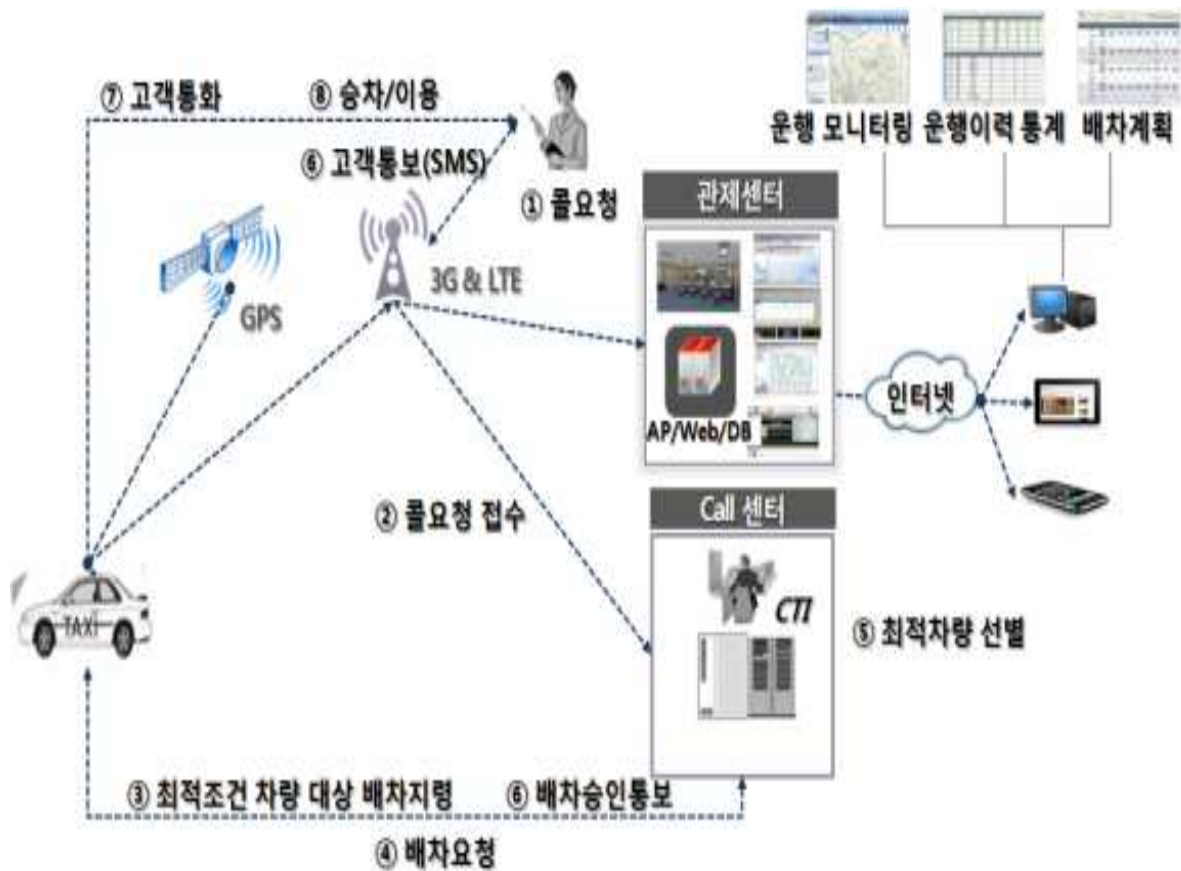 운행 모니터링 운행이력 통계 배차계획
⑦ 고객통화 ⑧ 승차/이용
⑥ 고객통보(SMS)
① 콜요청
관제센터
3G & LTE
GPS
AP/Web/DB
인터넷
② 콜요청 접수
Call 센터
CTI
⑤ 최적차량 선별
TAXI
③ 최적조건 차량 대상 배차지령 ⑥ 배차승인통보
④ 배차요청